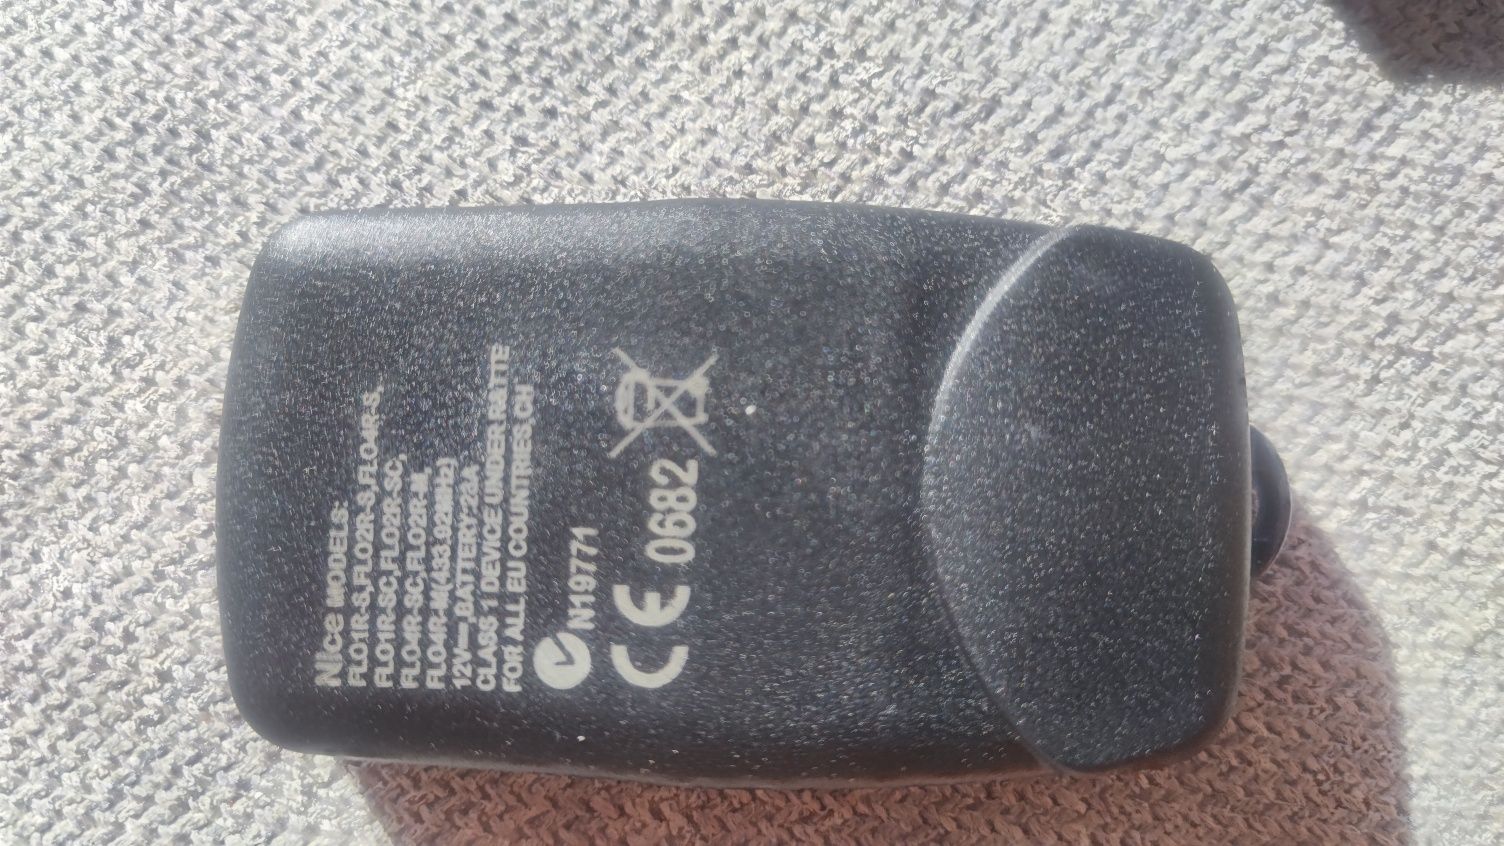 Nice MODELS:
FLO1R-S,FLO2R-S,FLO4R-S,
FLO1R-SC,FLO2R-SC,
FLO4R-SC,FLO2R-M,
FLO4R-M(433.92MHz)
12V⎓,BATTERY:23A
CLASS 1 DEVICE UNDER R&TTE
FOR ALL EU COUNTRIES,CH
N19771
CE 0682